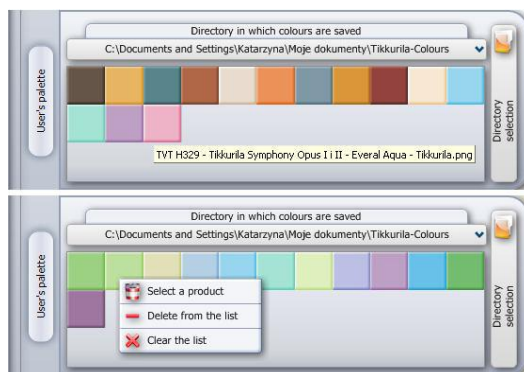 Directory in which colours are saved
C:\Documents and Settings\Katarzyna\Moje dokumenty\Tikkurila-Colours
User's palette
Directory
selection
TVT H329 - Tikkurila Symphony Opus I i II - Everal Aqua - Tikkurila.png
Directory in which colours are saved
C:\Documents and Settings\Katarzyna\Moje dokumenty\Tikkurila-Colours
User's palette
Select a product
Delete from the list
Clear the list
Directory
selection